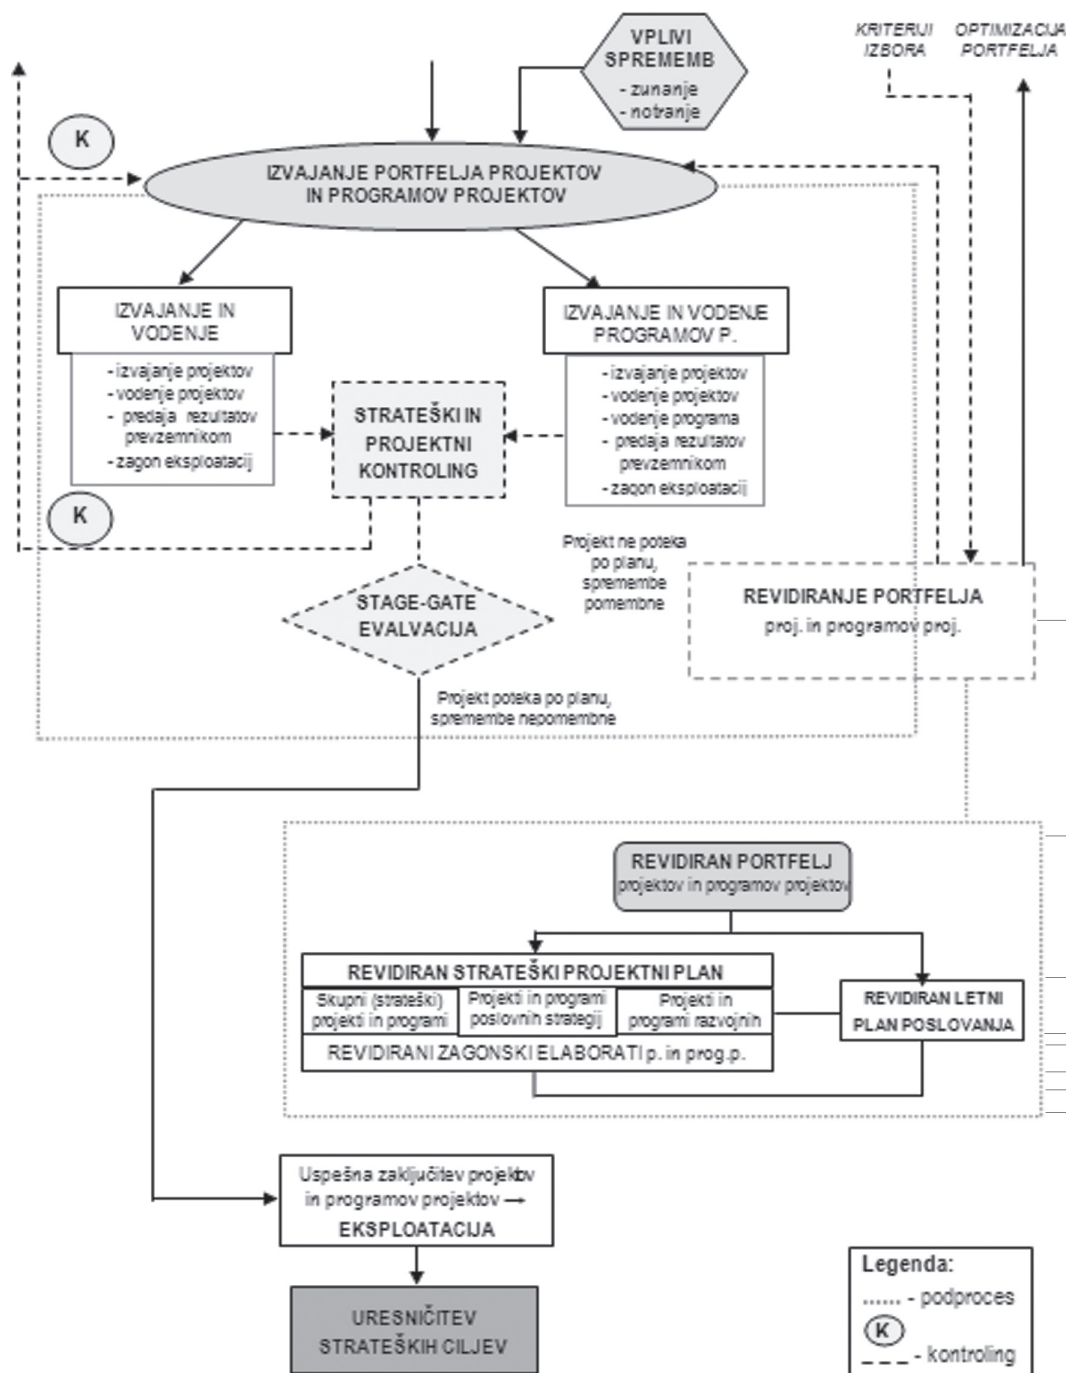 VPLIVI
SPREMEMB
- zunanje
- notranje
KRITERIJI
IZBORA
OPTIMIZACIJA
PORTFELJA
K
IZVAJANJE PORTFELJA PROJEKTOV
IN PROGRAMOV PROJEKTOV
IZVAJANJE IN
VODENJE
- izvajanje projektov
- vodenje projektov
- predaja rezultatov
prevzemnikom
- zagon eksploatacij
IZVAJANJE IN VODENJE
PROGRAMOV P.
- izvajanje projektov
- vodenje projektov
- vodenje programa
- predaja rezultatov
prevzemnikom
- zagon eksploatacij
STRATEŠKI IN
PROJEKTNI
KONTROLING
K
Projekt ne poteka
po planu,
spremembe
pomembne
STAGE-GATE
EVALVACIJA
REVIDIRANJE PORTFELJA
proj. in programov proj.
Projekt poteka po planu,
spremembe nepomembne
REVIDIRAN PORTFELJ
projektov in programov projektov
REVIDIRAN STRATEŠKI PROJEKTNI PLAN
Skupni (strateški)
projekti in programi
Projekti in programi
poslovnih strategij
Projekti in
programi razvojnih
REVIDIRANI ZAGONSKI ELABORATI p. in prog.p.
REVIDIRAN LETNI
PLAN POSLOVANJA
Uspešna zaključitev projektov
in programov projektov →
EKSPLOATACIJA
URESNIČITEV
STRATEŠKIH CILJEV
Legenda:
...... - podproces
K
---- - kontroling